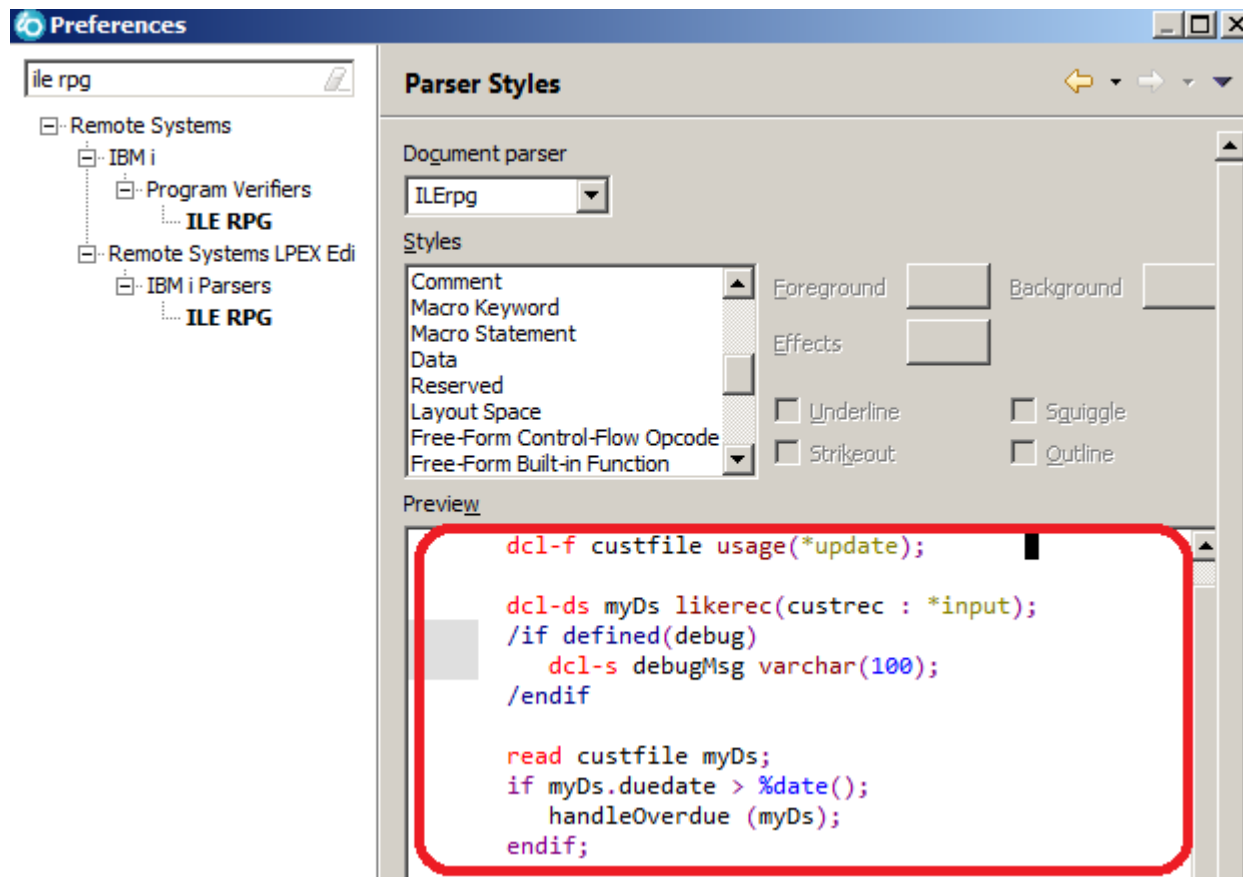 Preferences
ile rpg
Remote Systems
IBM i
Program Verifiers
ILE RPG
Remote Systems LPEX Edi
IBM i Parsers
ILE RPG
Parser Styles
Document parser
ILErpg
Styles
Comment
Macro Keyword
Macro Statement
Data
Reserved
Layout Space
Free-Form Control-Flow Opcode
Free-Form Built-in Function
Foreground Background
Effects
Underline Squiggle
Strikeout Outline
Preview
dcl-f custfile usage(*update);
dcl-ds myDs likerec(custrec : *input);
/if defined(debug)
dcl-s debugMsg varchar(100);
/endif
read custfile myDs;
if myDs.duedate > %date();
handleOverdue (myDs);
endif;